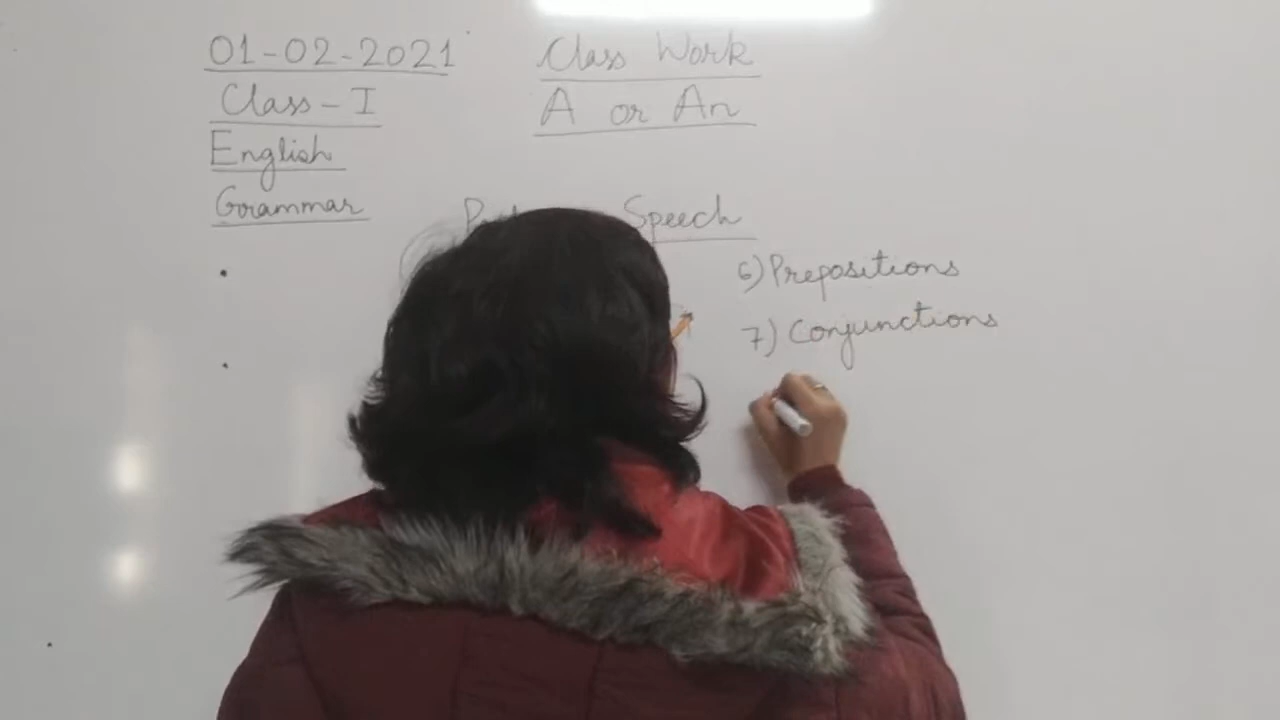 01-02-2021
Class Work
Class - I
A or An
English
Grammar
Speech
6) Prepositions
7) Conjunctions